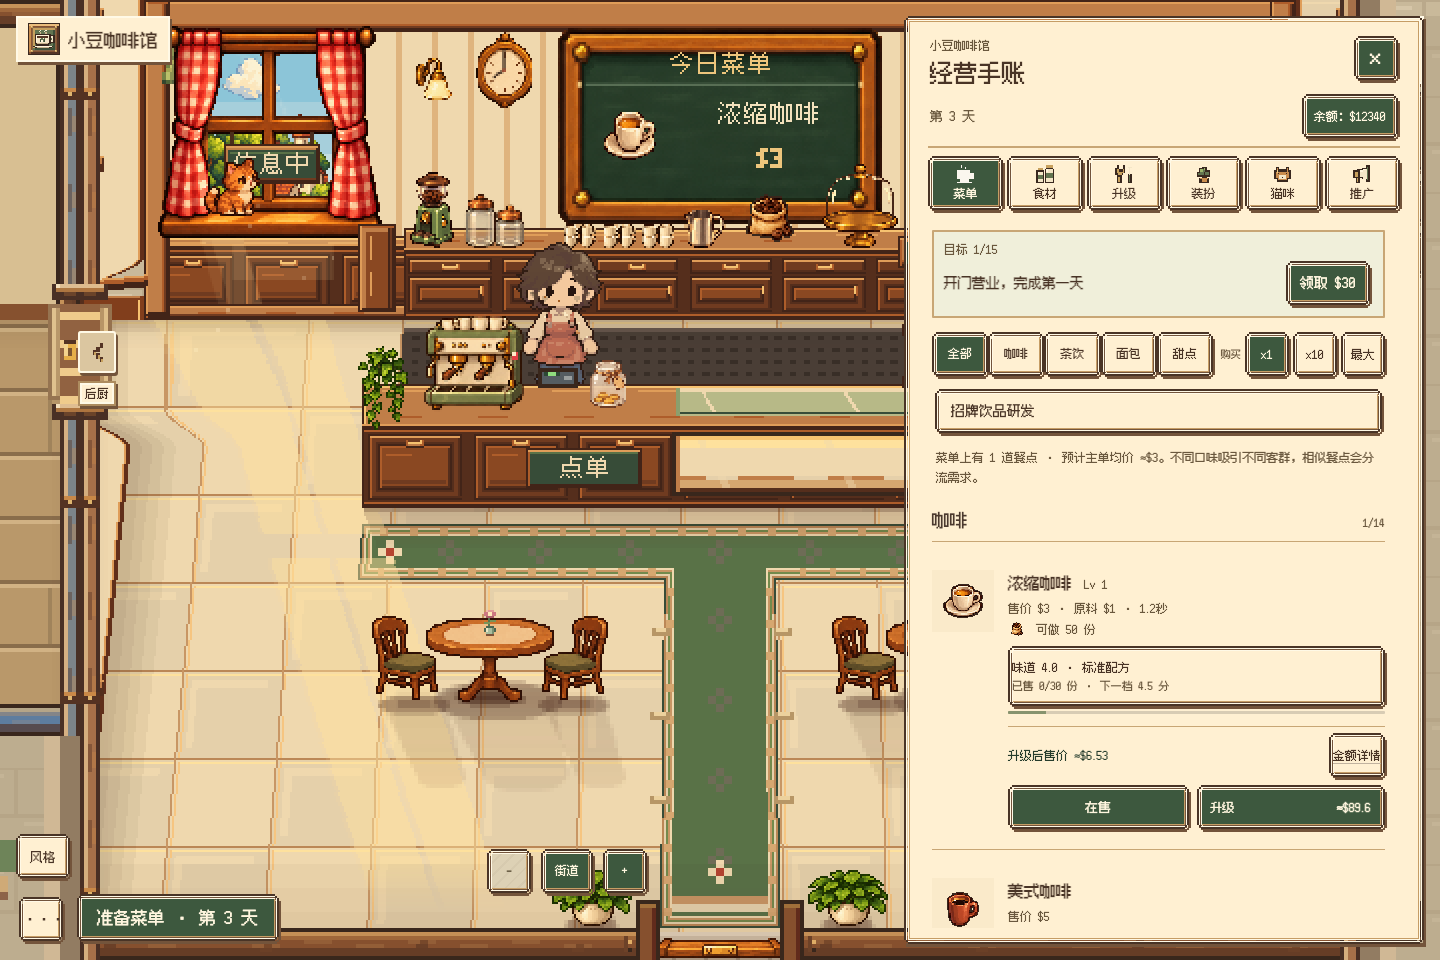 小豆咖啡馆
今日菜单
浓缩咖啡
$3
休息中
点单
后厨
风格
- 街道 +
...
准备菜单 · 第 3 天
小豆咖啡馆
经营手账
×
第 3 天
余额: $12340
菜单 食材 升级 装扮 猫咪 推广
目标 1/15
开门营业，完成第一天
领取 $30
全部 咖啡 茶饮 面包 甜点 购买 x1 x10 最大
招牌饮品研发
菜单上有 1 道餐点 · 预计主单均价 ≈$3。不同口味吸引不同客群，相似餐点会分
流需求。
咖啡
1/14
浓缩咖啡 Lv 1
售价 $3 · 原料 $1 · 1.2秒
可做 50 份
味道 4.0 · 标准配方
已售 0/30 份 · 下一档 4.5 分
升级后售价 ≈$6.53
金额详情
在售
升级 ≈$89.6
美式咖啡
售价 $5